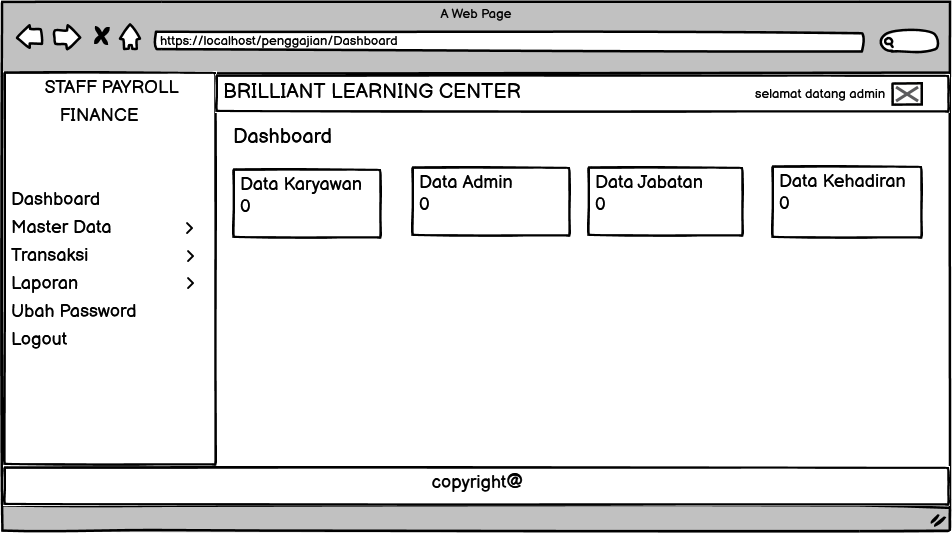 A Web Page
https://localhost/penggajian/Dashboard
STAFF PAYROLL
FINANCE
BRILLIANT LEARNING CENTER
selamat datang admin
Dashboard
Master Data
Transaksi
Laporan
Ubah Password
Logout
Dashboard
Data Karyawan
0
Data Admin
0
Data Jabatan
0
Data Kehadiran
0
copyright@